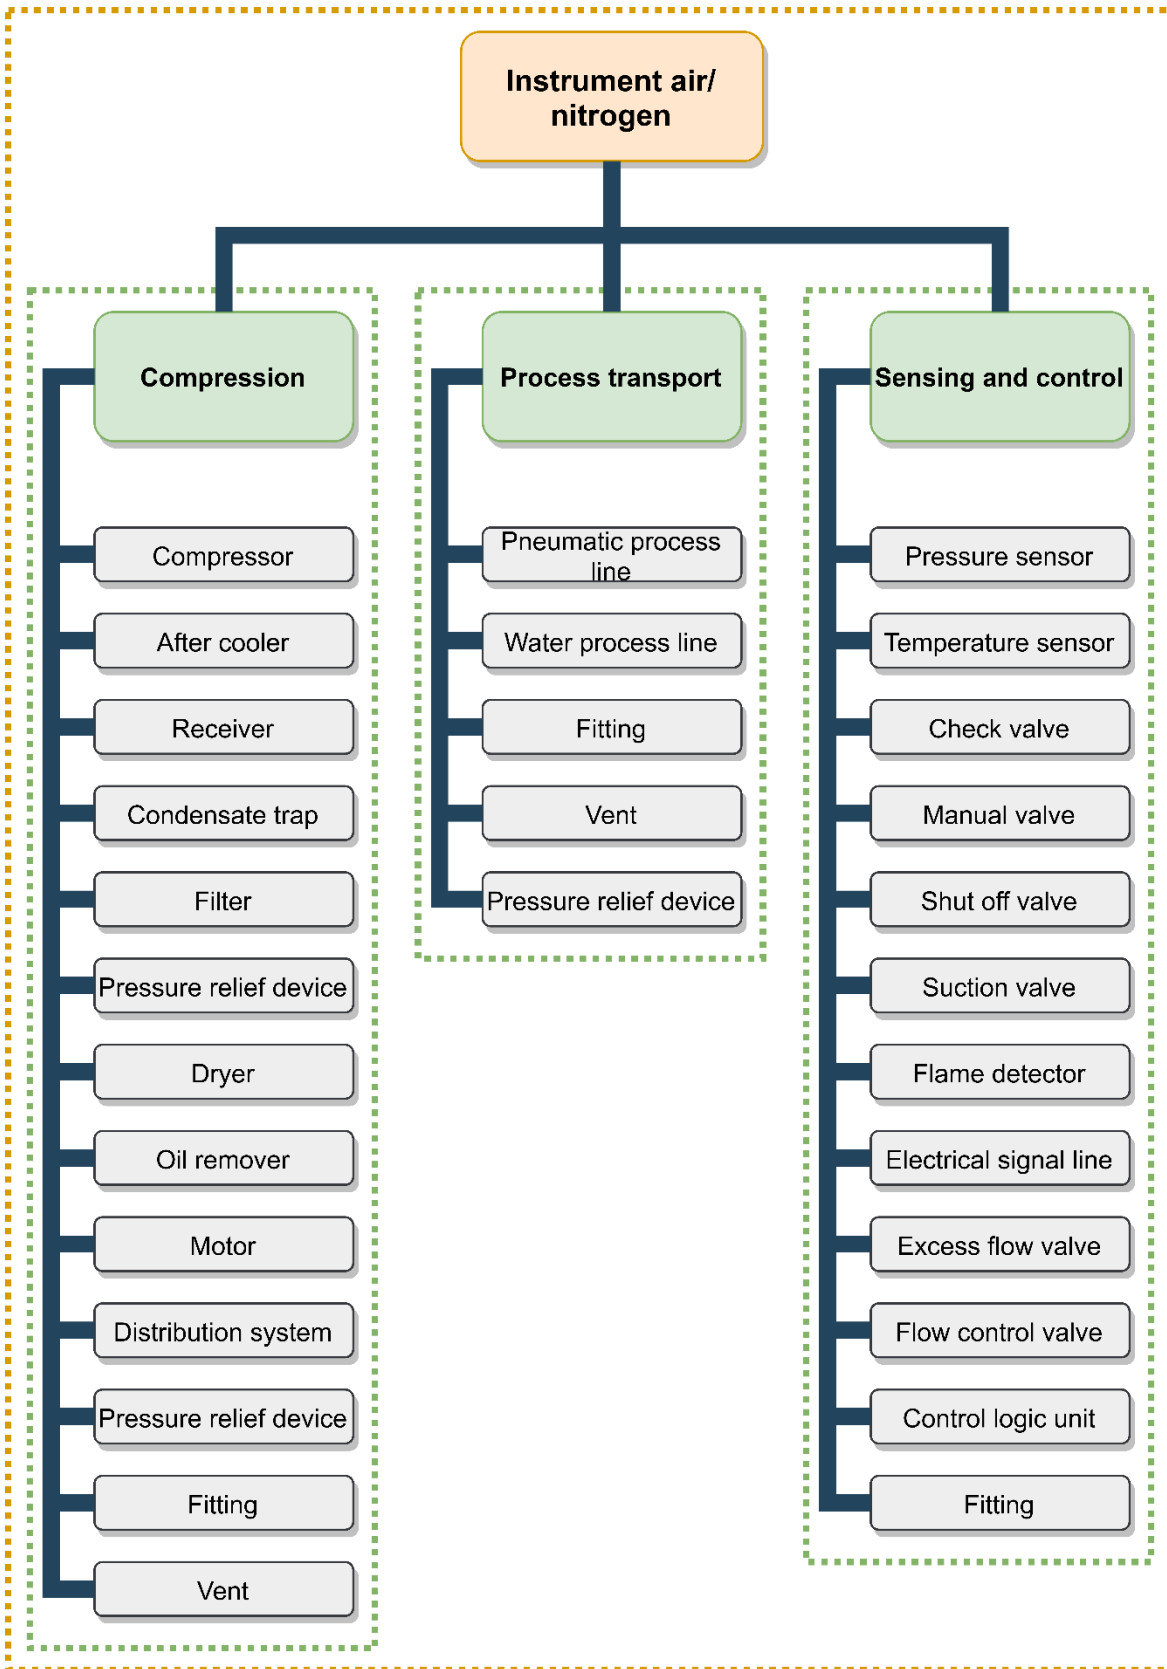 Instrument air/
nitrogen
Compression
Process transport
Sensing and control
Compressor
After cooler
Receiver
Condensate trap
Filter
Pressure relief device
Dryer
Oil remover
Motor
Distribution system
Pressure relief device
Fitting
Vent
Pneumatic process
line
Water process line
Fitting
Vent
Pressure relief device
Pressure sensor
Temperature sensor
Check valve
Manual valve
Shut off valve
Suction valve
Flame detector
Electrical signal line
Excess flow valve
Flow control valve
Control logic unit
Fitting